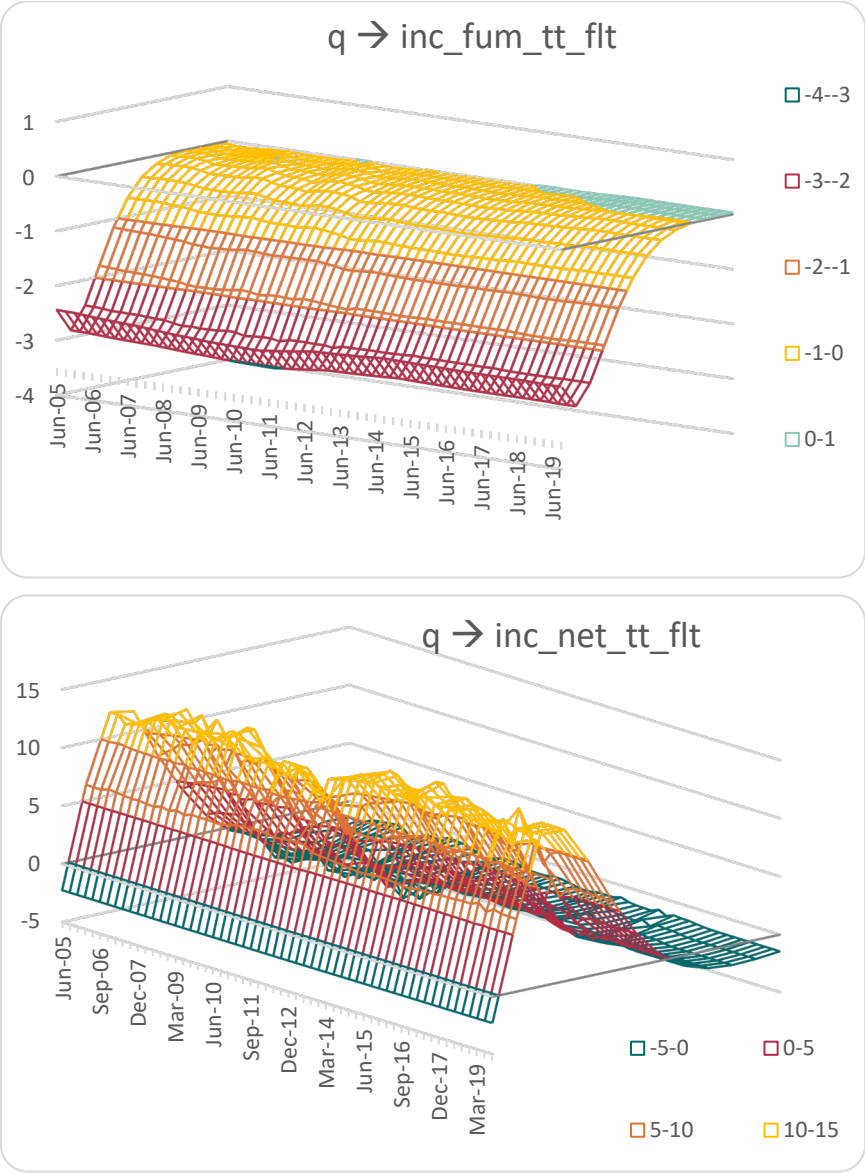 q → inc_fum_tt_flt
1
0
-1
-2
-3
-4
Jun-05
Jun-06
Jun-07
Jun-08
Jun-09
Jun-10
Jun-11
Jun-12
Jun-13
Jun-14
Jun-15
Jun-16
Jun-17
Jun-18
Jun-19
-4--3
-3--2
-2--1
-1-0
0-1
q → inc_net_tt_flt
15
10
5
0
-5
Jun-05
Sep-06
Dec-07
Mar-09
Jun-10
Sep-11
Dec-12
Mar-14
Jun-15
Sep-16
Dec-17
Mar-19
-5-0
0-5
5-10
10-15